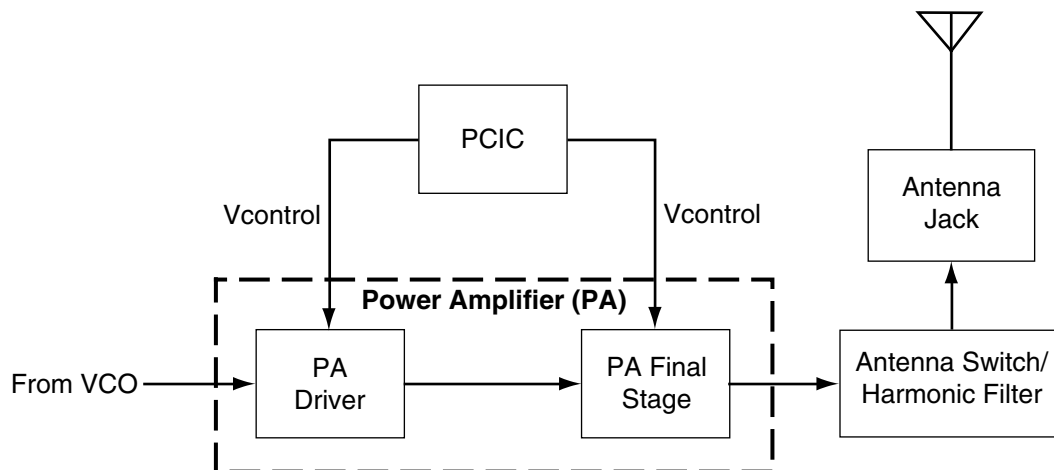 PCIC
Antenna
Jack
Vcontrol
Vcontrol
Power Amplifier (PA)
From VCO
PA
Driver
PA Final
Stage
Antenna Switch/
Harmonic Filter